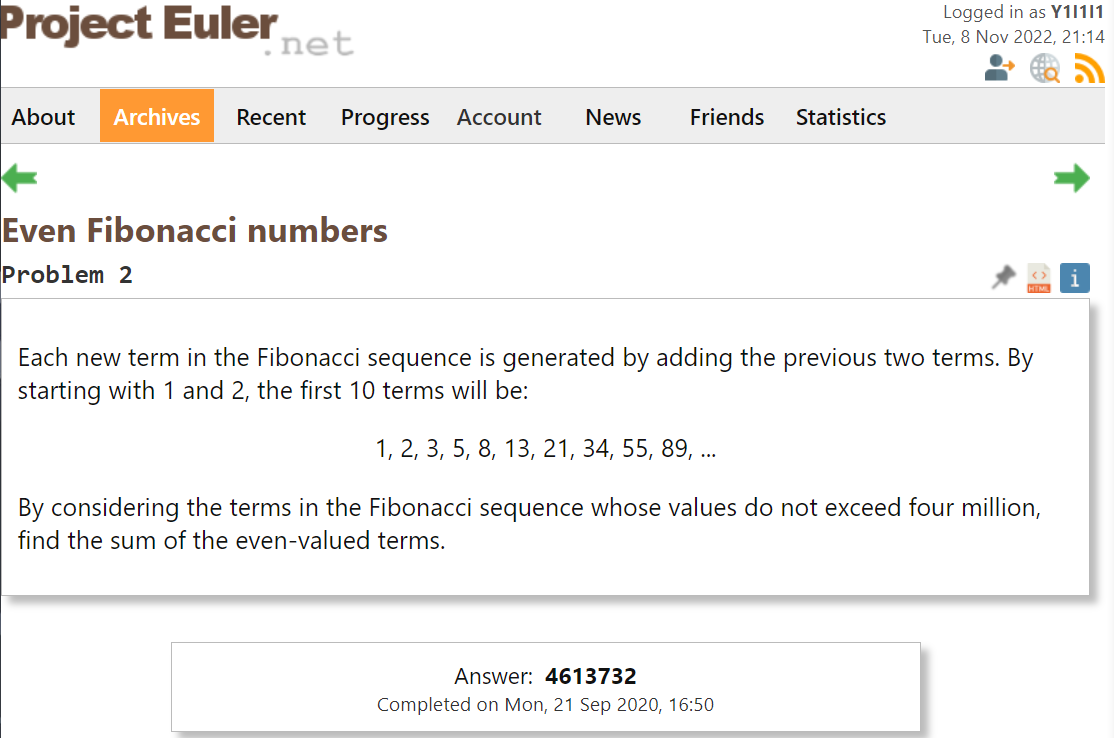 Project Euler.net
Logged in as Y1I1I1
Tue, 8 Nov 2022, 21:14
About Archives Recent Progress Account News Friends Statistics
Even Fibonacci numbers
Problem 2
HTML
i
Each new term in the Fibonacci sequence is generated by adding the previous two terms. By
starting with 1 and 2, the first 10 terms will be:
1, 2, 3, 5, 8, 13, 21, 34, 55, 89, ...
By considering the terms in the Fibonacci sequence whose values do not exceed four million,
find the sum of the even-valued terms.
Answer: 4613732
Completed on Mon, 21 Sep 2020, 16:50